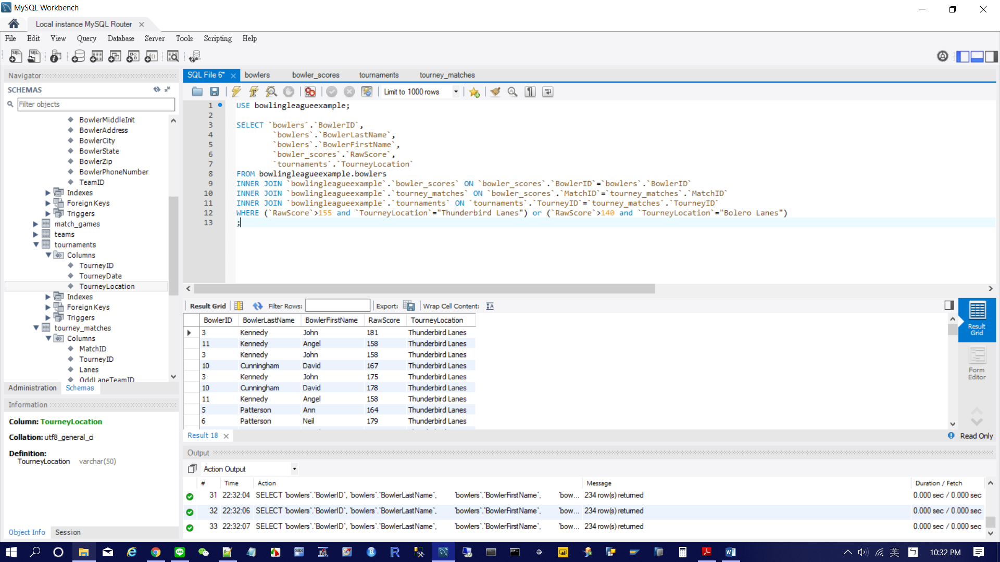 MySQL Workbench
Local instance MySQL Router
File Edit View Query Database Server Tools Scripting Help
Navigator
SCHEMAS
Filter objects
BowlerMiddleInit
BowlerAddress
BowlerCity
BowlerState
BowlerZip
BowlerPhoneNumber
TeamID
Indexes
Foreign Keys
Triggers
match_games
teams
tournaments
Columns
TourneyID
TourneyDate
TourneyLocation
Indexes
Foreign Keys
Triggers
tourney_matches
Columns
MatchID
TourneyID
Lanes
OddLaneTeamID
Administration Schemas
Information
Column: TourneyLocation
Collation: utf8_general_ci
Definition:
TourneyLocation varchar(50)
Object Info Session
SQL File 6* bowlers bowler_scores tournaments tourney_matches
Limit to 1000 rows
1 USE bowlingleagueexample;
2
3 SELECT `bowlers`.`BowlerID`,
4 `bowlers`.`BowlerLastName`,
5 `bowlers`.`BowlerFirstName`,
6 `bowler_scores`.`RawScore`,
7 `tournaments`.`TourneyLocation`
8 FROM bowlingleagueexample.bowlers
9 INNER JOIN `bowlingleagueexample`.`bowler_scores` ON `bowler_scores`.`BowlerID`=`bowlers`.`BowlerID`
10 INNER JOIN `bowlingleagueexample`.`tourney_matches` ON `bowler_scores`.`MatchID`=`tourney_matches`.`MatchID`
11 INNER JOIN `bowlingleagueexample`.`tournaments` ON `tournaments`.`TourneyID`=`tourney_matches`.`TourneyID`
12 WHERE (`RawScore`>155 and `TourneyLocation`="Thunderbird Lanes") or (`RawScore`>140 and `TourneyLocation`="Bolero Lanes")
13 ;
Result Grid Filter Rows: Export: Wrap Cell Content:
BowlerID BowlerLastName BowlerFirstName RawScore TourneyLocation
3 Kennedy John 181 Thunderbird Lanes
11 Kennedy Angel 158 Thunderbird Lanes
3 Kennedy John 158 Thunderbird Lanes
10 Cunningham David 167 Thunderbird Lanes
3 Kennedy John 175 Thunderbird Lanes
10 Cunningham David 178 Thunderbird Lanes
11 Kennedy Angel 158 Thunderbird Lanes
5 Patterson Ann 164 Thunderbird Lanes
6 Patterson Neil 179 Thunderbird Lanes
Result Grid
Form Editor
Result 18
Read Only
Output
Action Output
# Time Action Message Duration / Fetch
31 22:32:04 SELECT `bowlers`.`BowlerID`, `bowlers`.`BowlerLastName`, `bowlers`.`BowlerFirstName`, `bow... 234 row(s) returned 0.000 sec / 0.000 sec
32 22:32:06 SELECT `bowlers`.`BowlerID`, `bowlers`.`BowlerLastName`, `bowlers`.`BowlerFirstName`, `bow... 234 row(s) returned 0.000 sec / 0.000 sec
33 22:32:07 SELECT `bowlers`.`BowlerID`, `bowlers`.`BowlerLastName`, `bowlers`.`BowlerFirstName`, `bow... 234 row(s) returned 0.000 sec / 0.000 sec
英 10:32 PM